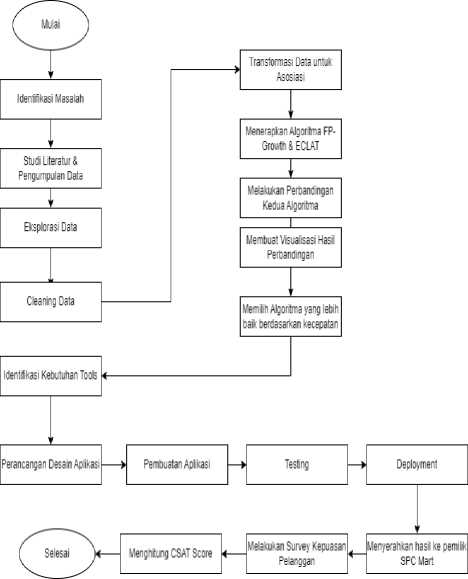 Mulai
Identifikasi Masalah
Studi Literatur &
Pengumpulan Data
Eksplorasi Data
Cleaning Data
Transformasi Data untuk
Asosiasi
Menerapkan Algoritma FP-
Growth & ECLAT
Melakukan Perbandingan
Kedua Algoritma
Membuat Visualisasi Hasil
Perbandingan
Memilih Algoritma yang lebih
baik berdasarkan kecepatan
Identifikasi Kebutuhan Tools
Perancangan Desain Aplikasi
Pembuatan Aplikasi
Testing
Deployment
Menyerahkan hasil ke pemilik
SPC Mart
Melakukan Survey Kepuasan
Pelanggan
Menghitung CSAT Score
Selesai